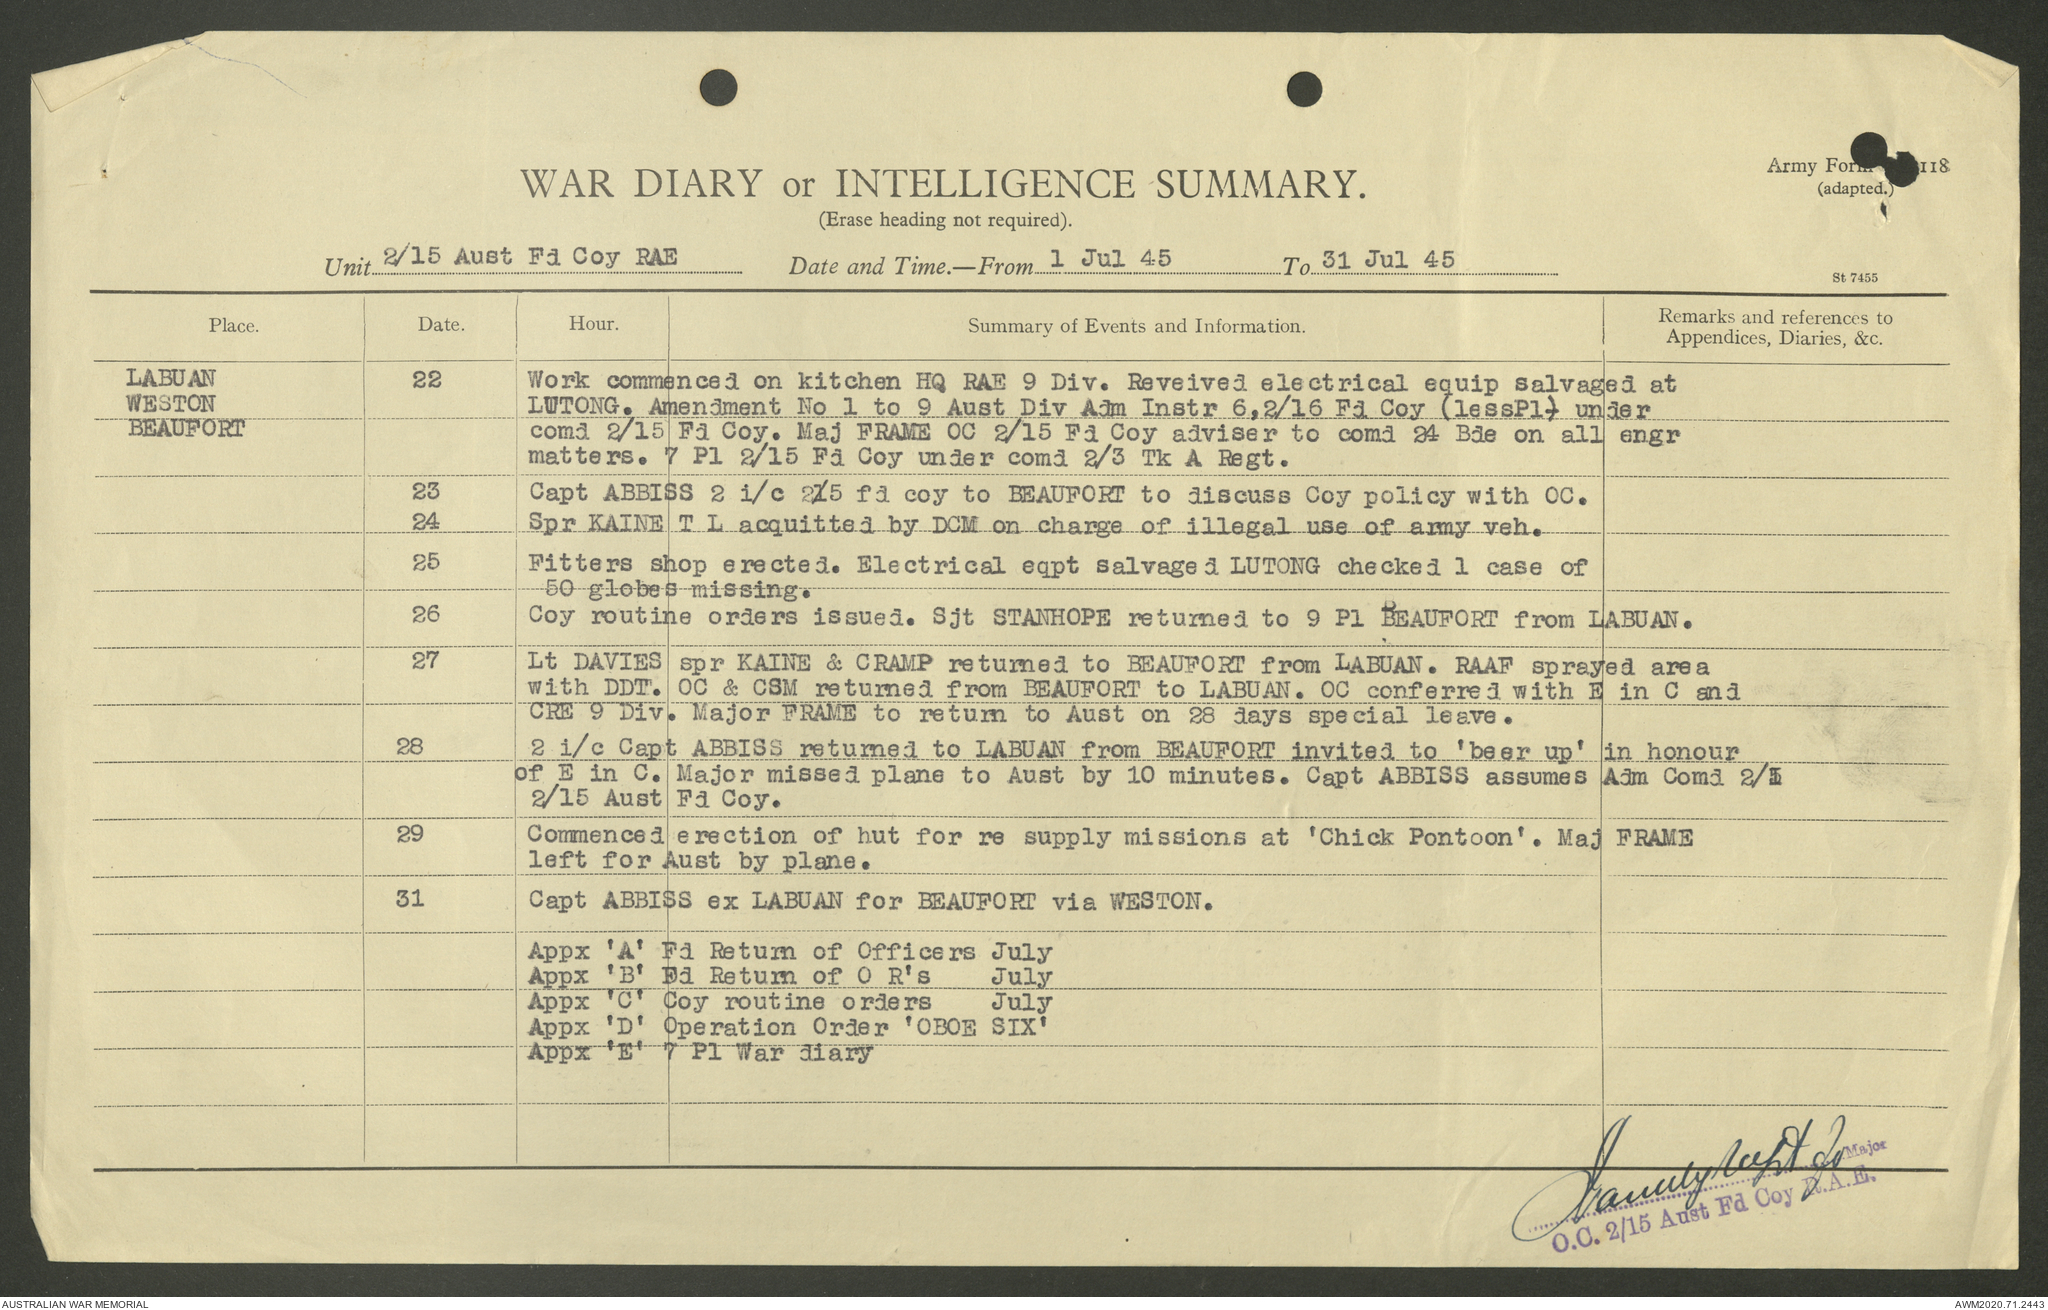 WAR DIARY or INTELLIGENCE SUMMARY.
(Erase heading not required).
Army Form 118
(adapted.)
Unit 2/15 Aust Fd Coy RAE Date and Time.—From 1 Jul 45 To 31 Jul 45
St 7455
Place. Date. Hour. Summary of Events and Information. Remarks and references to Appendices, Diaries, &c.
LABUAN 22 Work commenced on kitchen HQ RAE 9 Div. Reveived electrical equip salvaged at
WESTON LUTONG. Amendment No 1 to 9 Aust Div Adm Instr 6,2/16 Fd Coy (lessPl) under
BEAUFORT comd 2/15 Fd Coy. Maj FRAME OC 2/15 Fd Coy adviser to comd 24 Bde on all engr
matters. 7 Pl 2/15 Fd Coy under comd 2/3 Tk A Regt.
23 Capt ABBISS 2 i/c 2/5 fd coy to BEAUFORT to discuss Coy policy with OC.
24 Spr KAINE T L acquitted by DCM on charge of illegal use of army veh.
25 Fitters shop erected. Electrical eqpt salvaged LUTONG checked 1 case of
50 globes missing.
26 Coy routine orders issued. Sjt STANHOPE returned to 9 Pl BEAUFORT from LABUAN.
27 Lt DAVIES spr KAINE & CRAMP returned to BEAUFORT from LABUAN. RAAF sprayed area
with DDT. OC & CSM returned from BEAUFORT to LABUAN. OC conferred with E in C and
CRE 9 Div. Major FRAME to return to Aust on 28 days special leave.
28 2 i/c Capt ABBISS returned to LABUAN from BEAUFORT invited to 'beer up' in honour
of E in C. Major missed plane to Aust by 10 minutes. Capt ABBISS assumes Adm Comd 2/1
2/15 Aust Fd Coy.
29 Commenced erection of hut for re supply missions at 'Chick Pontoon'. Maj FRAME
left for Aust by plane.
31 Capt ABBISS ex LABUAN for BEAUFORT via WESTON.
Appx 'A' Fd Return of Officers July
Appx 'B' Fd Return of O R's July
Appx 'C' Coy routine orders July
Appx 'D' Operation Order 'OBOE SIX'
Appx 'E' 7 Pl War diary
Capt for Major
O.C. 2/15 Aust Fd Coy R.A.E.
AUSTRALIAN WAR MEMORIAL
AWM2020.71.2443